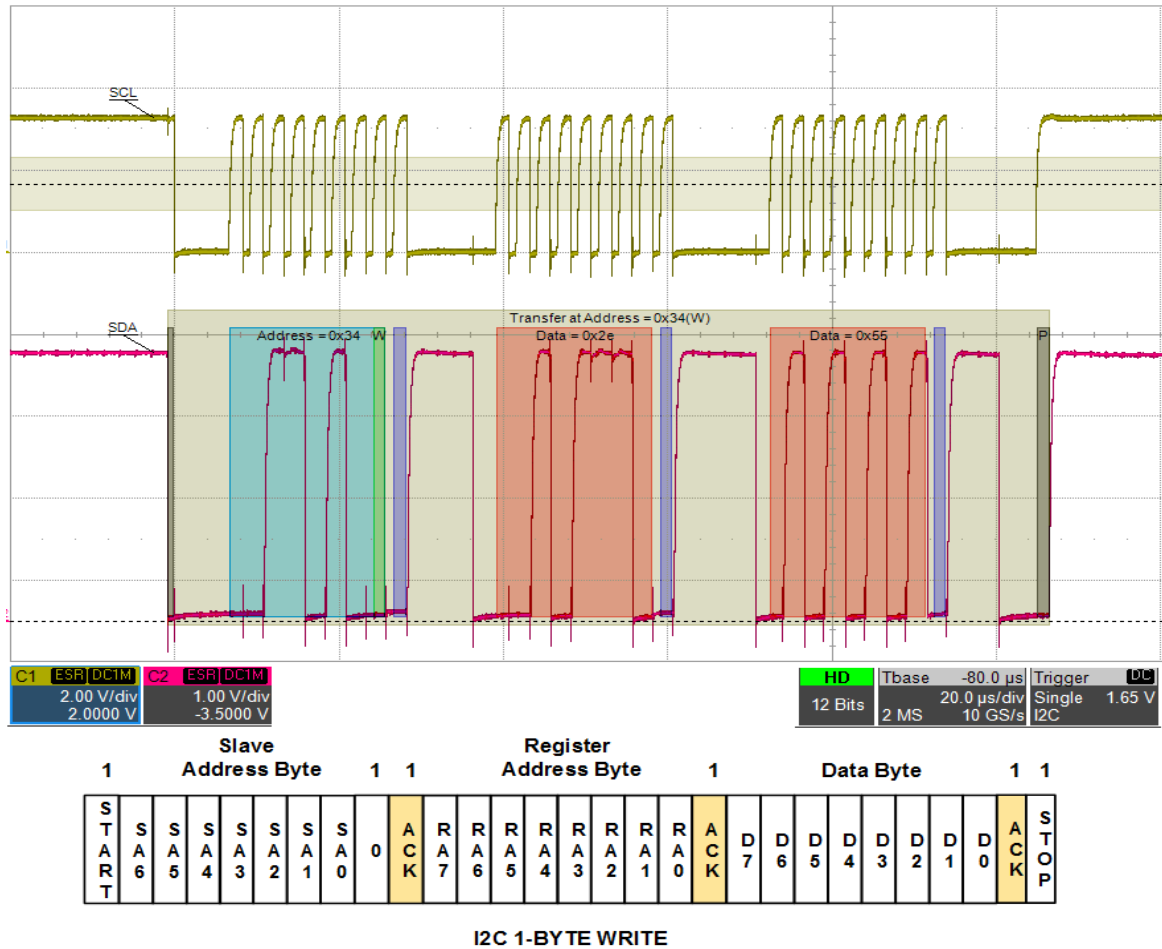 SCL
SDA
Transfer at Address = 0x34(W)
Address = 0x34 W
Data = 0x2e
Data = 0x55
P
C1 ESR DC1M
2.00 V/div
2.0000 V
C2 ESR DC1M
1.00 V/div
-3.5000 V
HD
12 Bits
Tbase -80.0 µs
20.0 µs/div
2 MS 10 GS/s
Trigger DC
Single 1.65 V
I2C
1 Slave Address Byte 1 1 Register Address Byte 1 Data Byte 1 1
START SA6 SA5 SA4 SA3 SA2 SA1 SA0 0 ACK RA7 RA6 RA5 RA4 RA3 RA2 RA1 RA0 ACK D7 D6 D5 D4 D3 D2 D1 D0 ACK STOP
I2C 1-BYTE WRITE